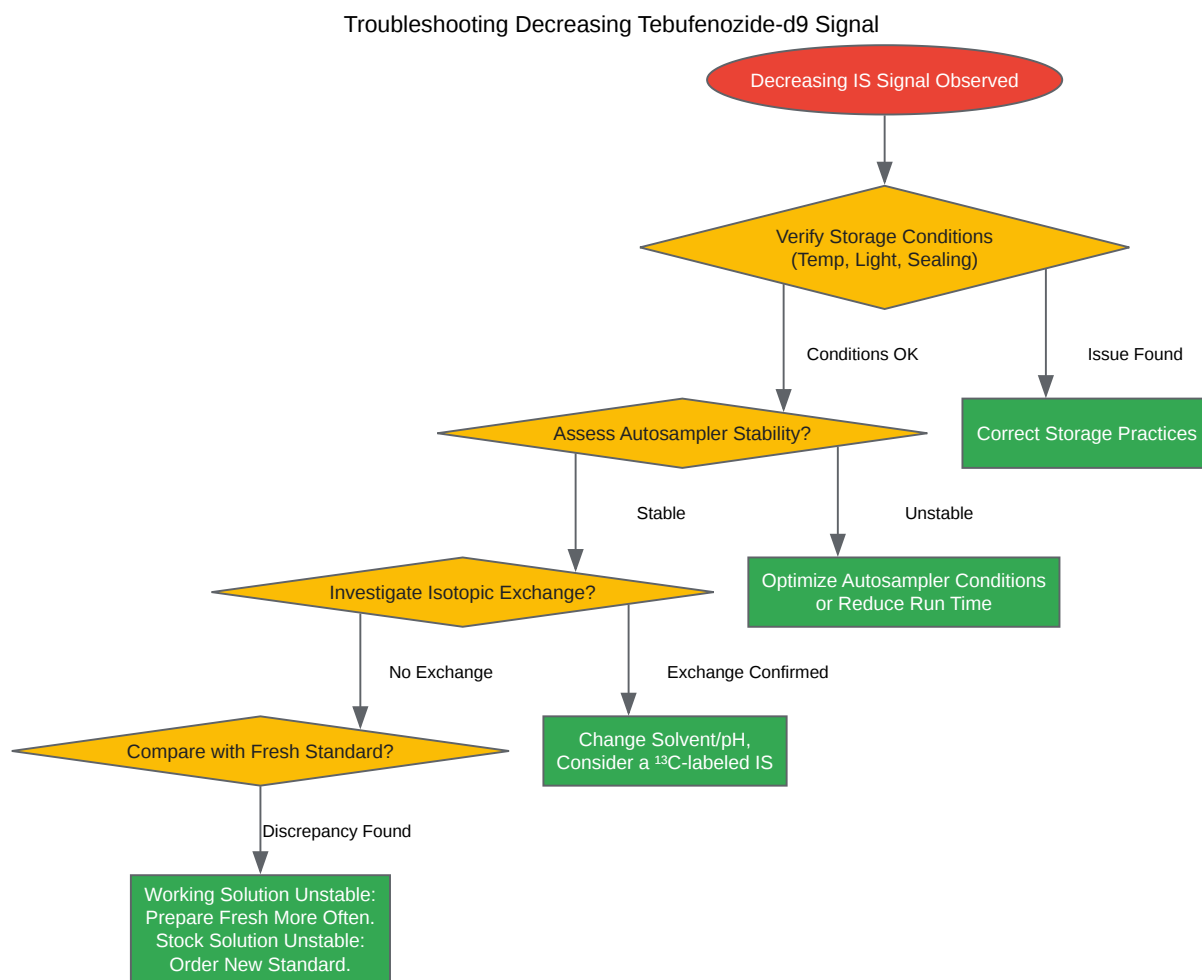 Troubleshooting Decreasing Tebufenozide-d9 Signal
Decreasing IS Signal Observed
Verify Storage Conditions
(Temp, Light, Sealing)
Conditions OK
Issue Found
Assess Autosampler Stability?
Correct Storage Practices
Stable
Unstable
Investigate Isotopic Exchange?
Optimize Autosampler Conditions
or Reduce Run Time
No Exchange
Exchange Confirmed
Compare with Fresh Standard?
Change Solvent/pH,
Consider a ¹³C-labeled IS
Discrepancy Found
Working Solution Unstable:
Prepare Fresh More Often.
Stock Solution Unstable:
Order New Standard.